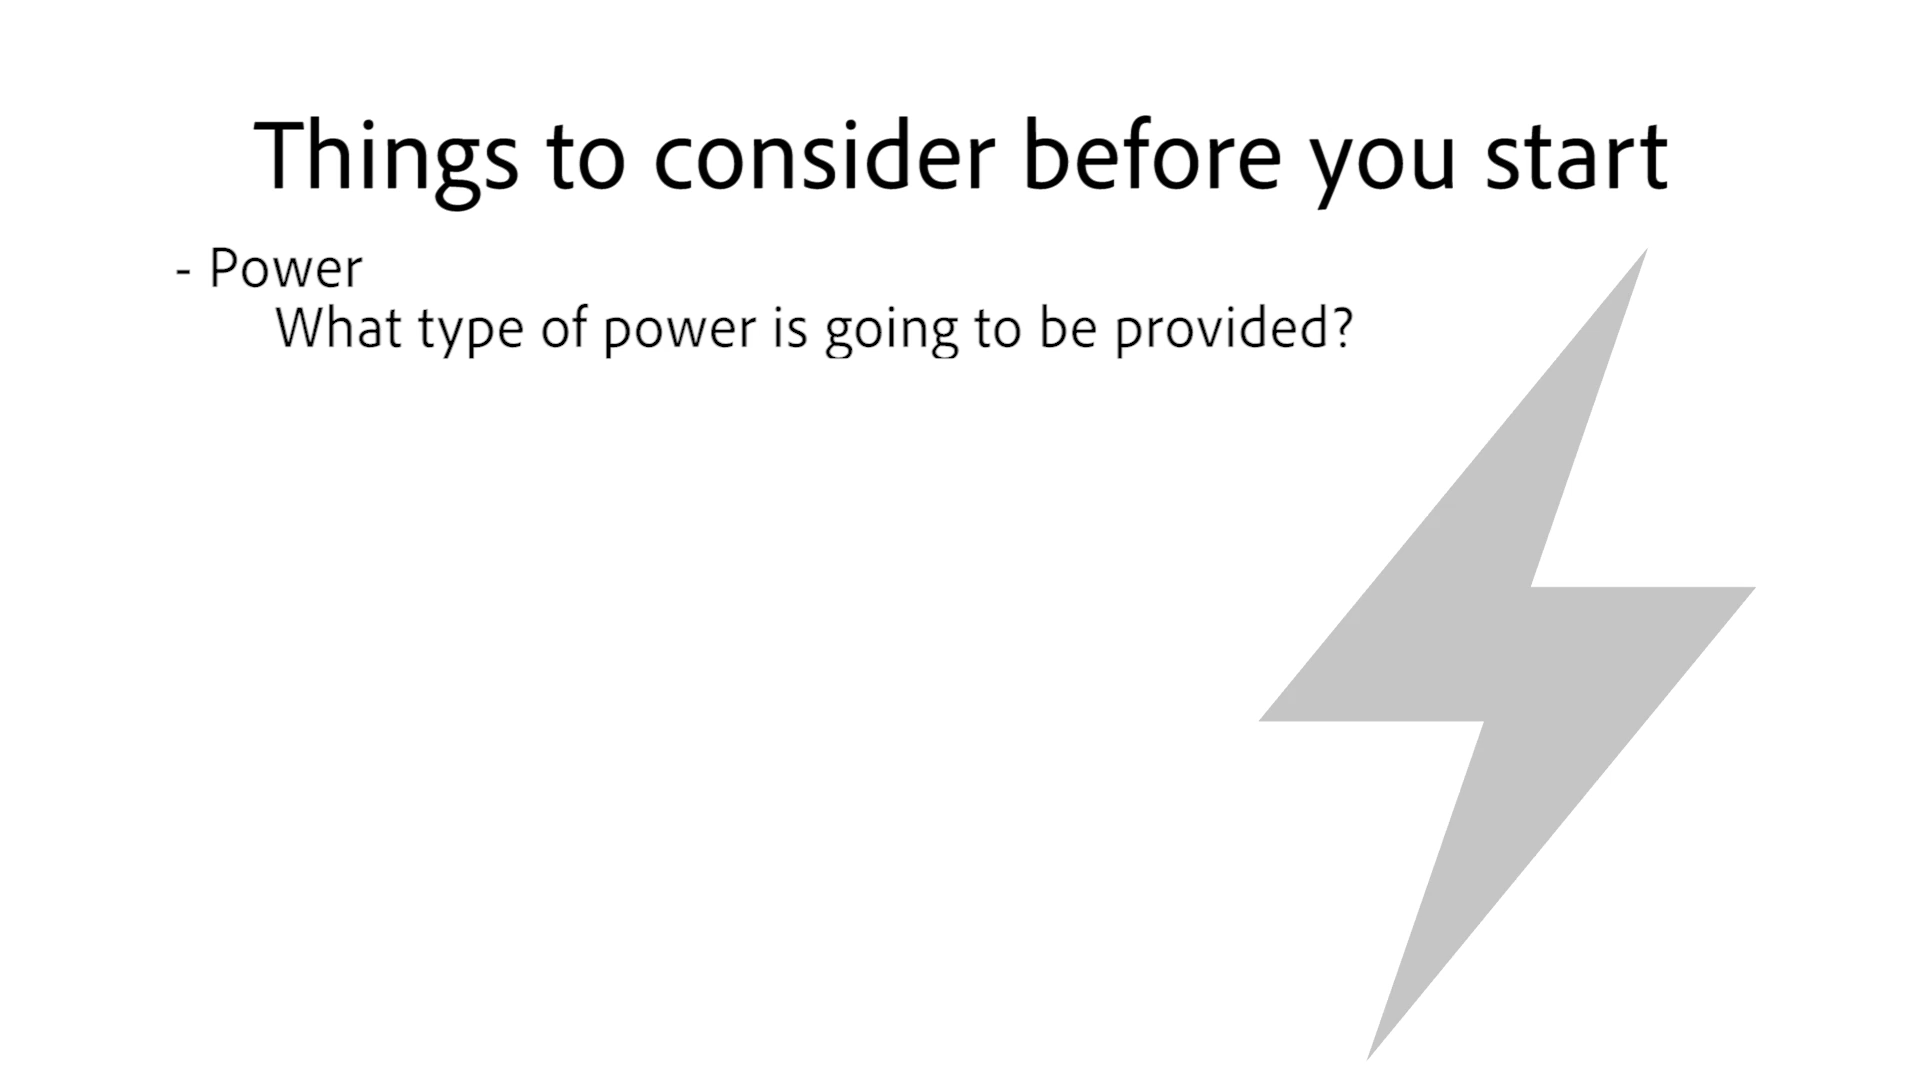 Things to consider before you start
- Power
What type of power is going to be provided?